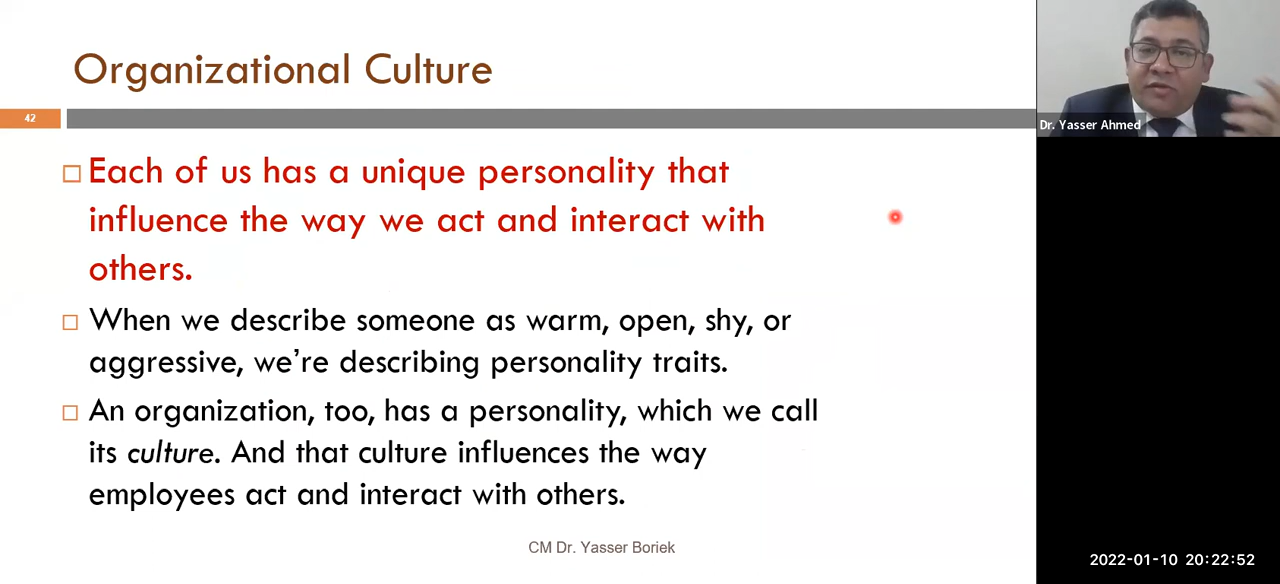 Organizational Culture
42
Each of us has a unique personality that
influence the way we act and interact with
others.
When we describe someone as warm, open, shy, or
aggressive, we're describing personality traits.
An organization, too, has a personality, which we call
its culture. And that culture influences the way
employees act and interact with others.
CM Dr. Yasser Boriek
Dr. Yasser Ahmed
2022-01-10 20:22:52